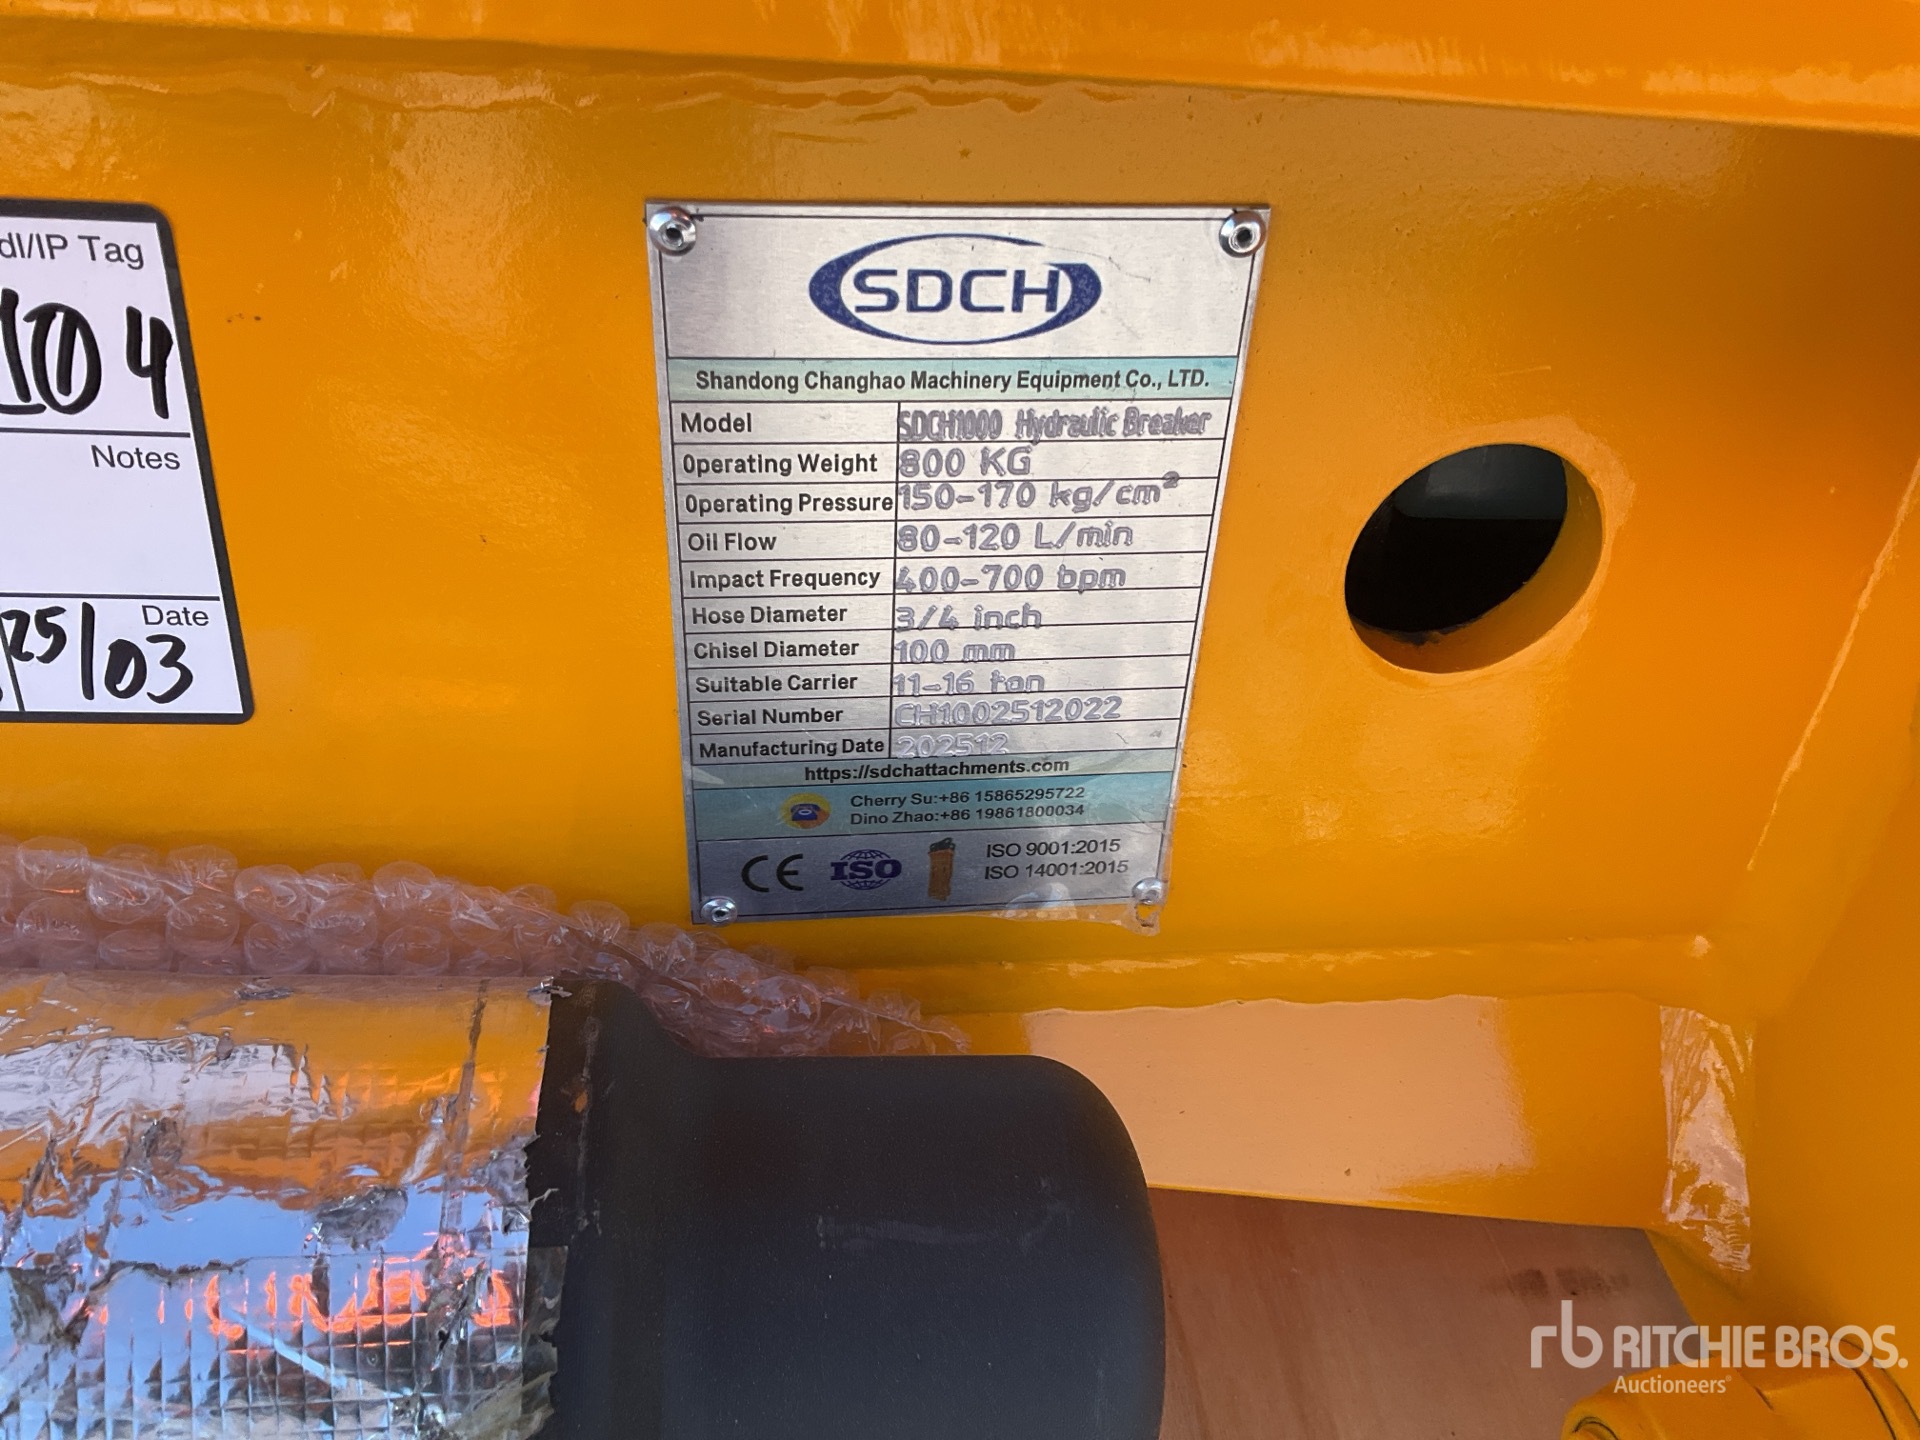 dl/IP Tag
104
Notes
Date
25/03
SDCH
Shandong Changhao Machinery Equipment Co., LTD.
Model SDCH1000 Hydraulic Breaker
Operating Weight 800 KG
Operating Pressure 150-170 kg/cm²
Oil Flow 80-120 L/min
Impact Frequency 400-700 bpm
Hose Diameter 3/4 inch
Chisel Diameter 100 mm
Suitable Carrier 11-16 ton
Serial Number CH1002512022
Manufacturing Date 202512
https://sdchattachments.com
Cherry Su:+86 15865295722
Dino Zhao:+86 19861800034
CE ISO ISO 9001:2015
ISO 14001:2015
rb RITCHIE BROS.
Auctioneers